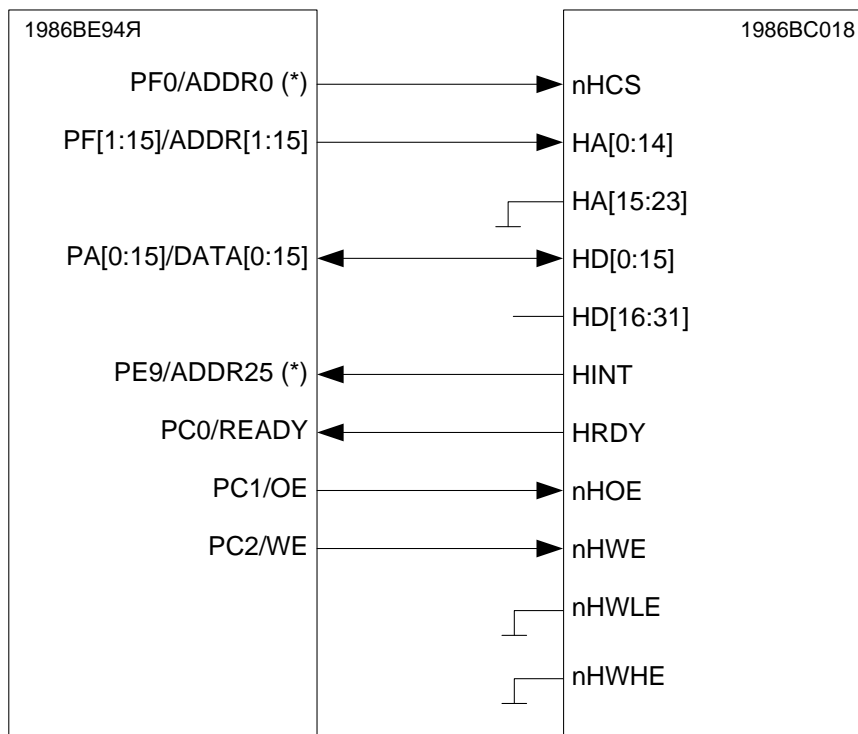 1986ВЕ94Я 1986ВС018
PF0/ADDR0 (*) nHCS
PF[1:15]/ADDR[1:15] HA[0:14]
HA[15:23]
PA[0:15]/DATA[0:15] HD[0:15]
HD[16:31]
PE9/ADDR25 (*) HINT
PC0/READY HRDY
PC1/OE nHOE
PC2/WE nHWE
nHWLE
nHWHE